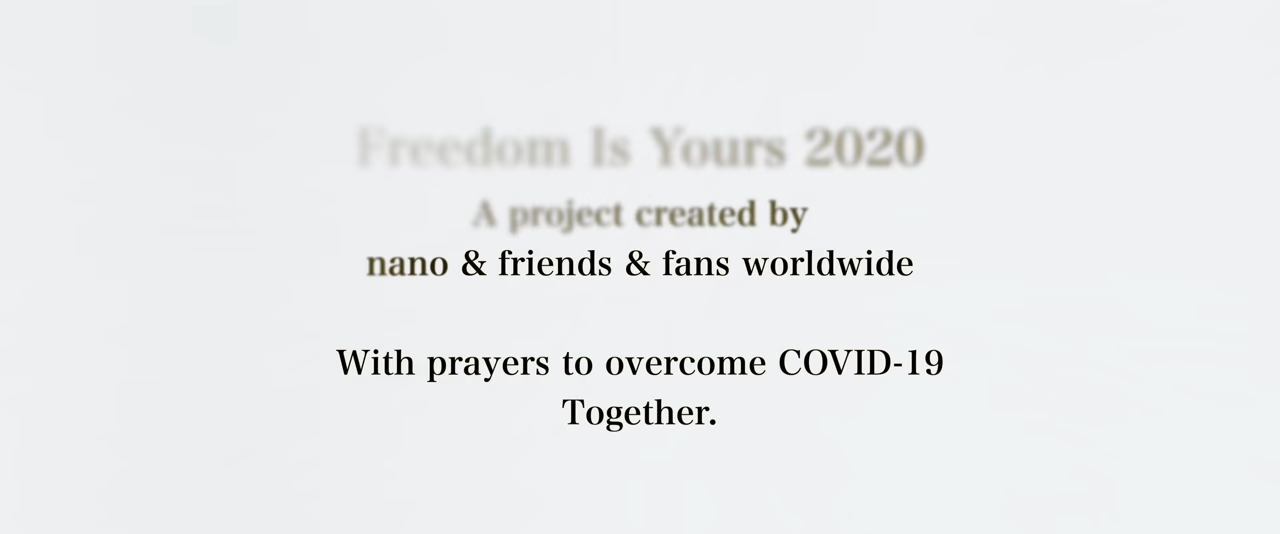 Freedom Is Yours 2020
A project created by
nano & friends & fans worldwide
With prayers to overcome COVID-19
Together.